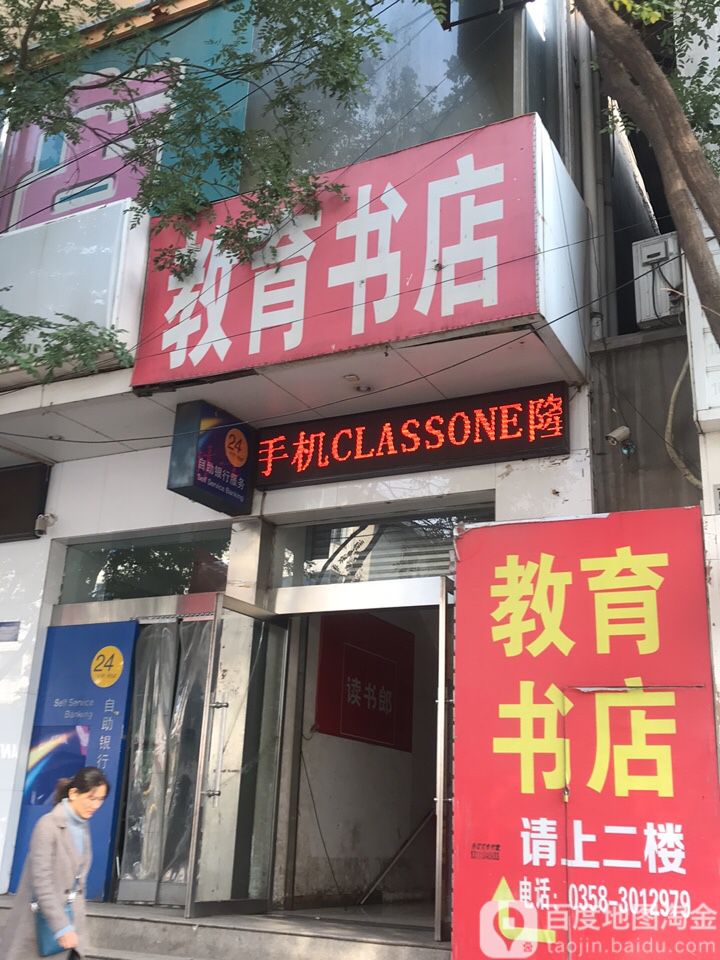 教育书店
手机CLASSONE隆
24
自助银行服务
Self Service Banking
24
Self Service
Banking
自助银行
读书郎
教育
书店
请上二楼
电话：0358-3012979
百度地图淘金
taojin.baidu.com